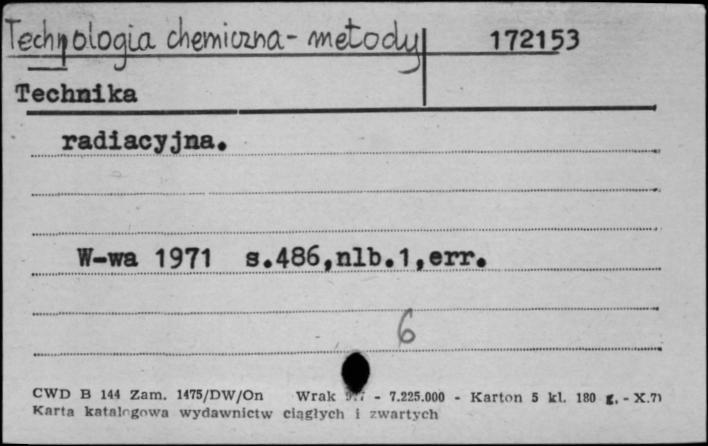 Technologia chemiczna - metody 172153
Technika
radiacyjna.
W-wa 1971 s.486,nlb.1,err.
6
CWD B 144 Zam. 1475/DW/On Wrak - 7.225.000 - Karton 5 kl. 180 g. - X.71
Karta katalogowa wydawnictw ciągłych i zwartych